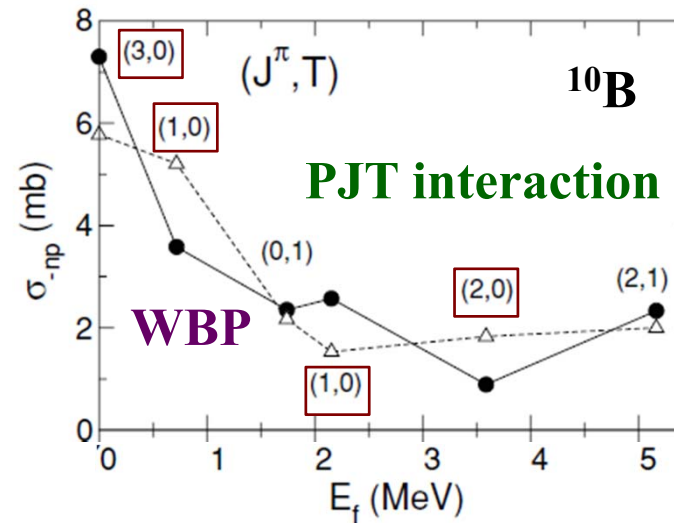 8
(3,0)
(J^π,T)
¹⁰B
6
(1,0)
PJT interaction
σ₋np (mb)
4
(0,1)
(2,0)
(2,1)
WBP
2
(1,0)
0
0 1 2 3 4 5
E_f (MeV)